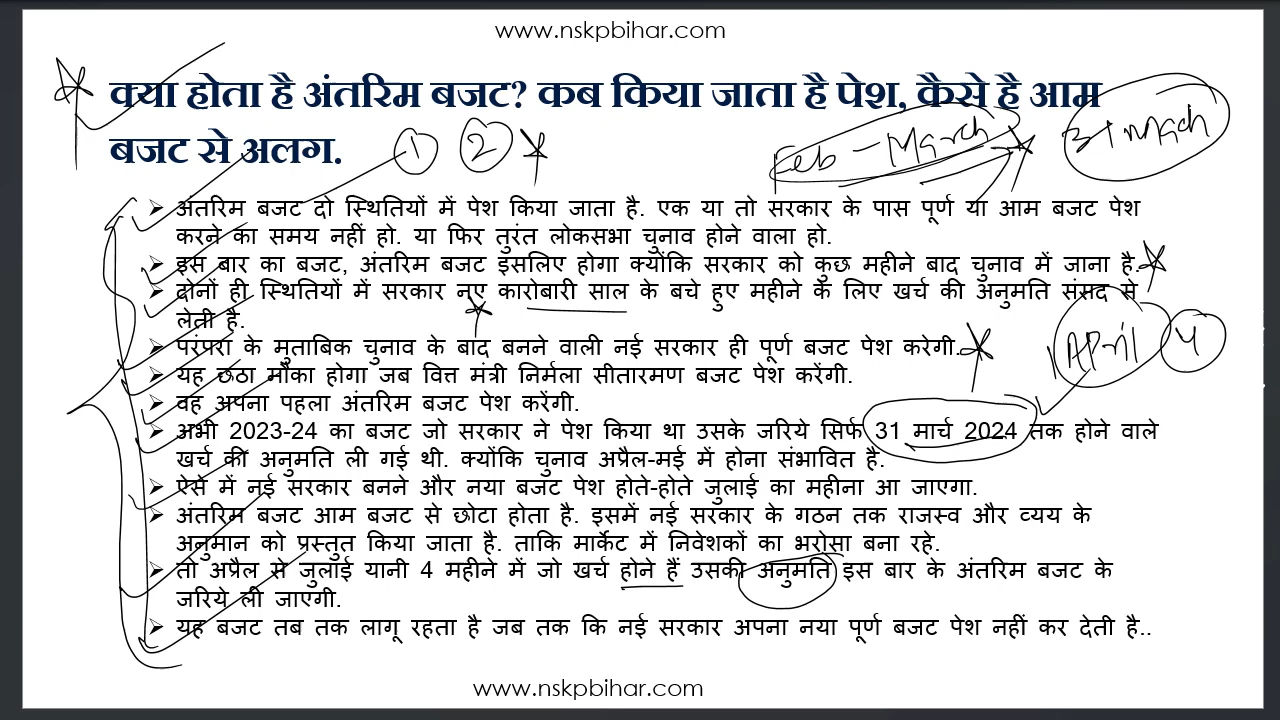 www.nskpbihar.com
क्या होता है अंतरिम बजट? कब किया जाता है पेश, कैसे है आम
बजट से अलग.
1 2
Feb - March
31 March
➢ अंतरिम बजट दो स्थितियों में पेश किया जाता है. एक या तो सरकार के पास पूर्ण या आम बजट पेश
करने का समय नहीं हो. या फिर तुरंत लोकसभा चुनाव होने वाला हो.
➢ इस बार का बजट, अंतरिम बजट इसलिए होगा क्योंकि सरकार को कुछ महीने बाद चुनाव में जाना है.
➢ दोनों ही स्थितियों में सरकार नए कारोबारी साल के बचे हुए महीने के लिए खर्च की अनुमति संसद से
लेती है.
➢ परंपरा के मुताबिक चुनाव के बाद बनने वाली नई सरकार ही पूर्ण बजट पेश करेगी.
April 4
➢ यह छठा मौका होगा जब वित्त मंत्री निर्मला सीतारमण बजट पेश करेंगी.
➢ वह अपना पहला अंतरिम बजट पेश करेंगी.
➢ अभी 2023-24 का बजट जो सरकार ने पेश किया था उसके जरिये सिर्फ 31 मार्च 2024 तक होने वाले
खर्च की अनुमति ली गई थी. क्योंकि चुनाव अप्रैल-मई में होना संभावित है.
➢ ऐसे में नई सरकार बनने और नया बजट पेश होते-होते जुलाई का महीना आ जाएगा.
➢ अंतरिम बजट आम बजट से छोटा होता है. इसमें नई सरकार के गठन तक राजस्व और व्यय के
अनुमान को प्रस्तुत किया जाता है. ताकि मार्केट में निवेशकों का भरोसा बना रहे.
➢ तो अप्रैल से जुलाई यानी 4 महीने में जो खर्च होने हैं उसकी अनुमति इस बार के अंतरिम बजट के
जरिये ली जाएगी.
➢ यह बजट तब तक लागू रहता है जब तक कि नई सरकार अपना नया पूर्ण बजट पेश नहीं कर देती है..
www.nskpbihar.com